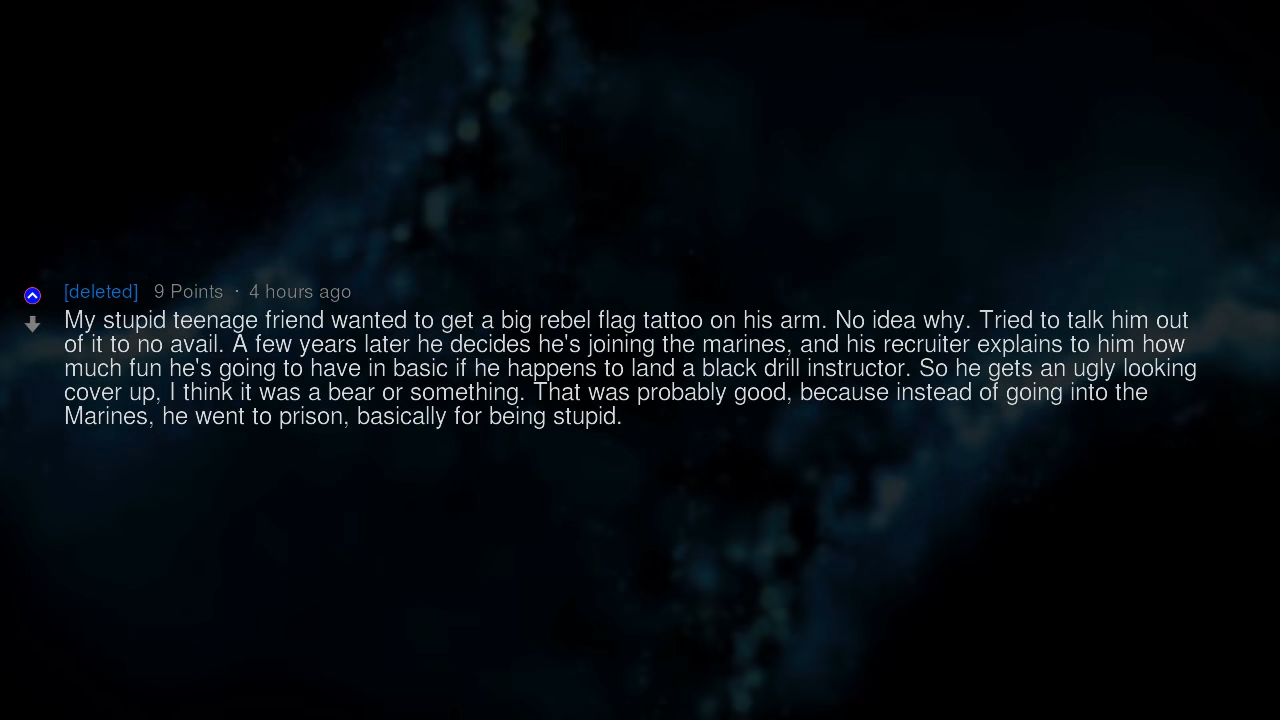 [deleted] 9 Points · 4 hours ago
My stupid teenage friend wanted to get a big rebel flag tattoo on his arm. No idea why. Tried to talk him out
of it to no avail. A few years later he decides he's joining the marines, and his recruiter explains to him how
much fun he's going to have in basic if he happens to land a black drill instructor. So he gets an ugly looking
cover up, I think it was a bear or something. That was probably good, because instead of going into the
Marines, he went to prison, basically for being stupid.